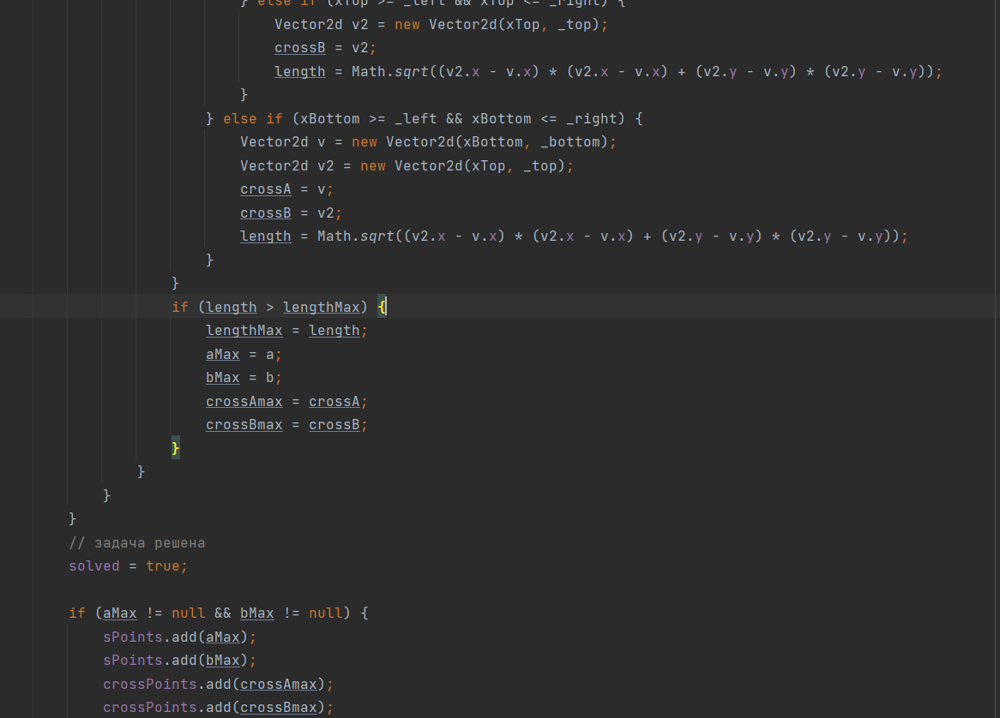 } else if (xTop >= _left && xTop <= _right) {
Vector2d v2 = new Vector2d(xTop, _top);
crossB = v2;
length = Math.sqrt((v2.x - v.x) * (v2.x - v.x) + (v2.y - v.y) * (v2.y - v.y));
}
} else if (xBottom >= _left && xBottom <= _right) {
Vector2d v = new Vector2d(xBottom, _bottom);
Vector2d v2 = new Vector2d(xTop, _top);
crossA = v;
crossB = v2;
length = Math.sqrt((v2.x - v.x) * (v2.x - v.x) + (v2.y - v.y) * (v2.y - v.y));
}
}
if (length > lengthMax) {
lengthMax = length;
aMax = a;
bMax = b;
crossAmax = crossA;
crossBmax = crossB;
}
}
}
}
// задача решена
solved = true;
if (aMax != null && bMax != null) {
sPoints.add(aMax);
sPoints.add(bMax);
crossPoints.add(crossAmax);
crossPoints.add(crossBmax);